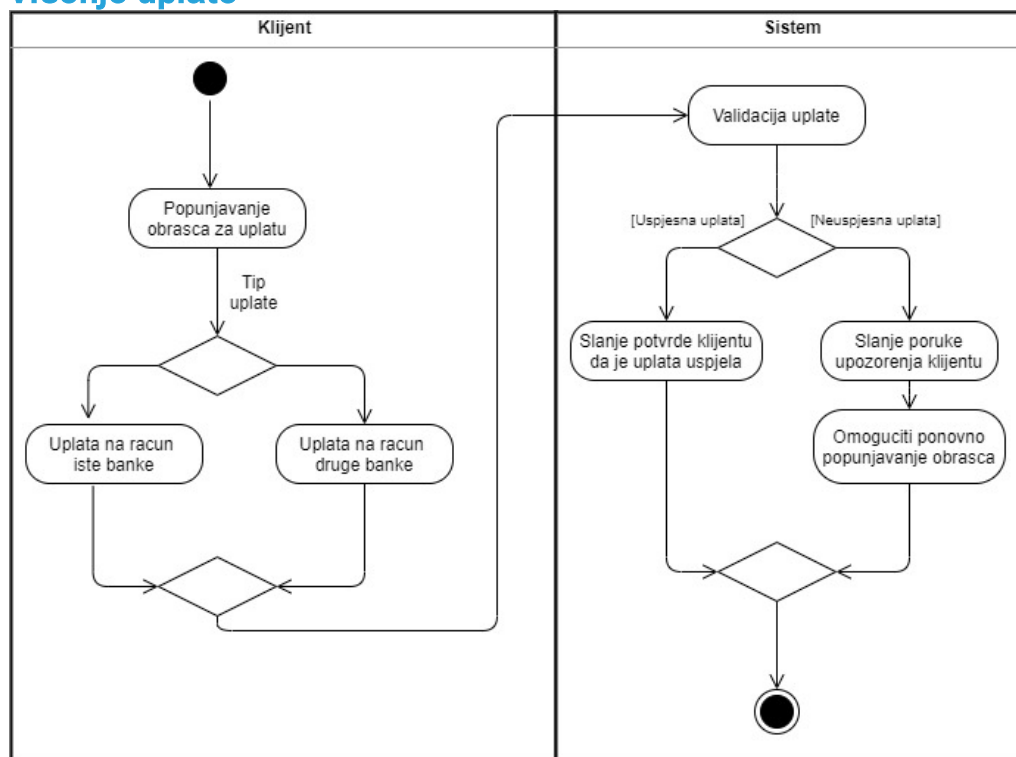 uplate
Klijent
Sistem
Popunjavanje
obrasca za uplatu
Tip
uplate
Uplata na racun
iste banke
Uplata na racun
druge banke
Validacija uplate
[Uspjesna uplata]
[Neuspjesna uplata]
Slanje potvrde klijentu
da je uplata uspjela
Slanje poruke
upozorenja klijentu
Omoguciti ponovno
popunjavanje obrasca